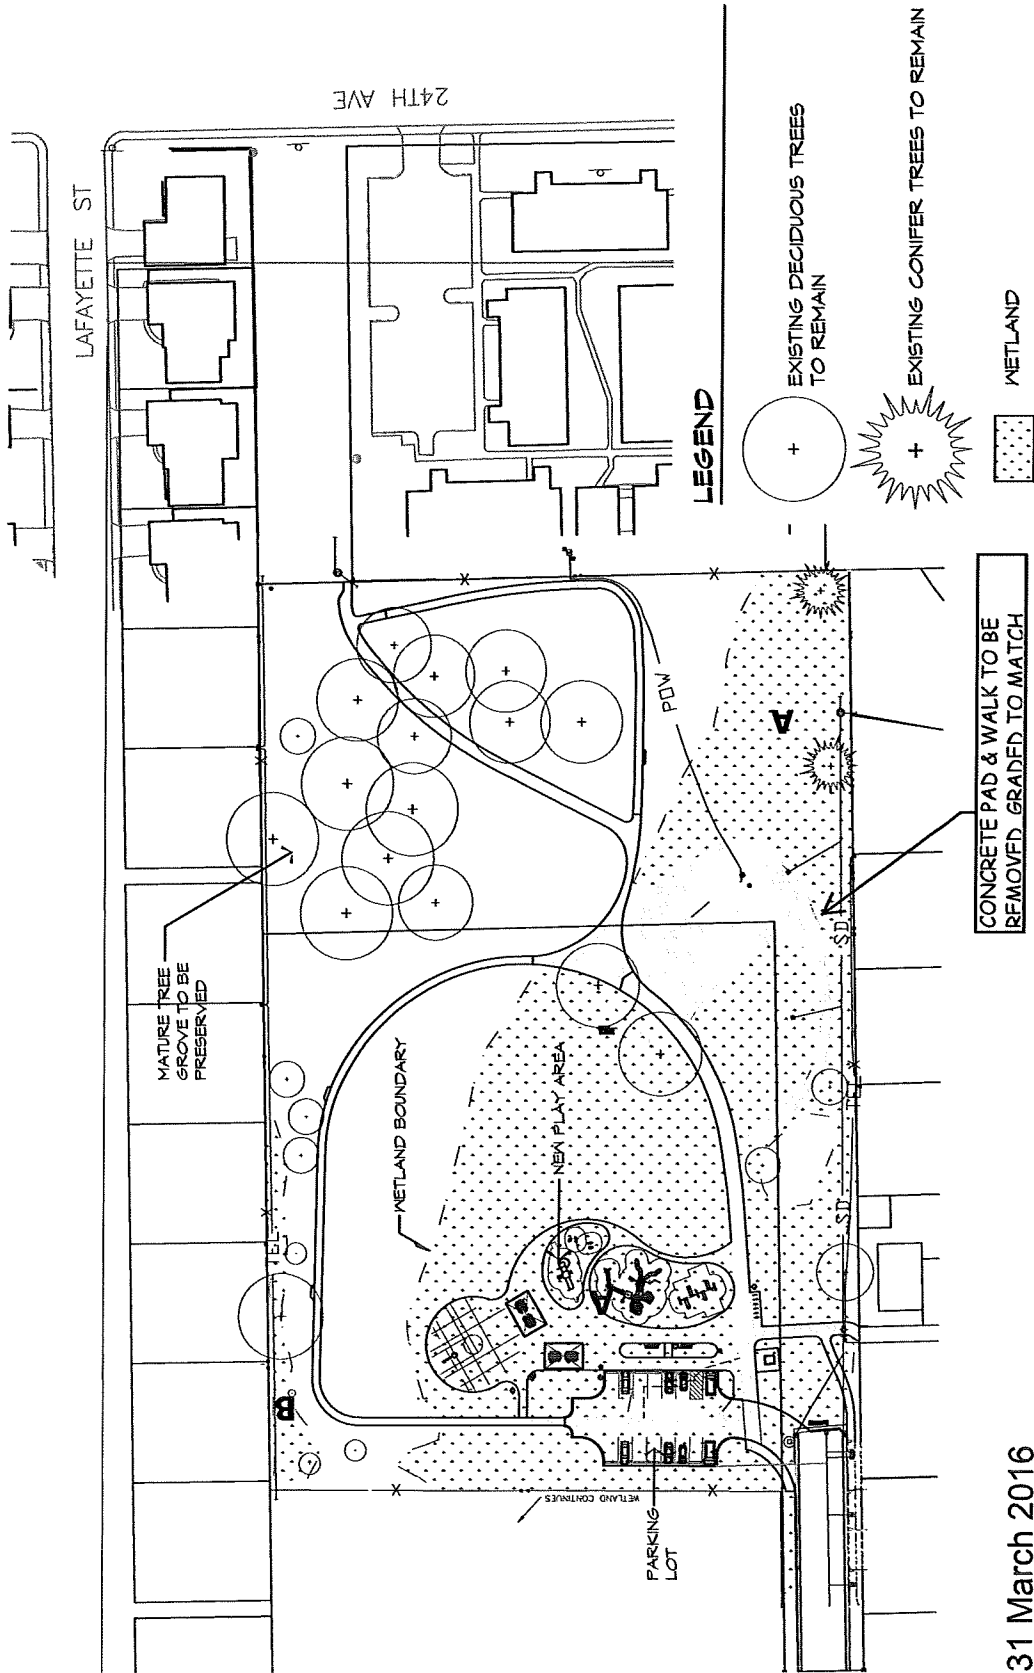 LAFAYETTE ST
24TH AVE
MATURE TREE
GROVE TO BE
PRESERVED
WETLAND BOUNDARY
NEW PLAY AREA
PARKING
LOT
WETLAND CONTINUES
B
A
A
POW
SD
SD
TEL
TEL
CONCRETE PAD & WALK TO BE
REMOVED GRADED TO MATCH
LEGEND
EXISTING DECIDUOUS TREES
TO REMAIN
EXISTING CONIFER TREES TO REMAIN
WETLAND
31 March 2016